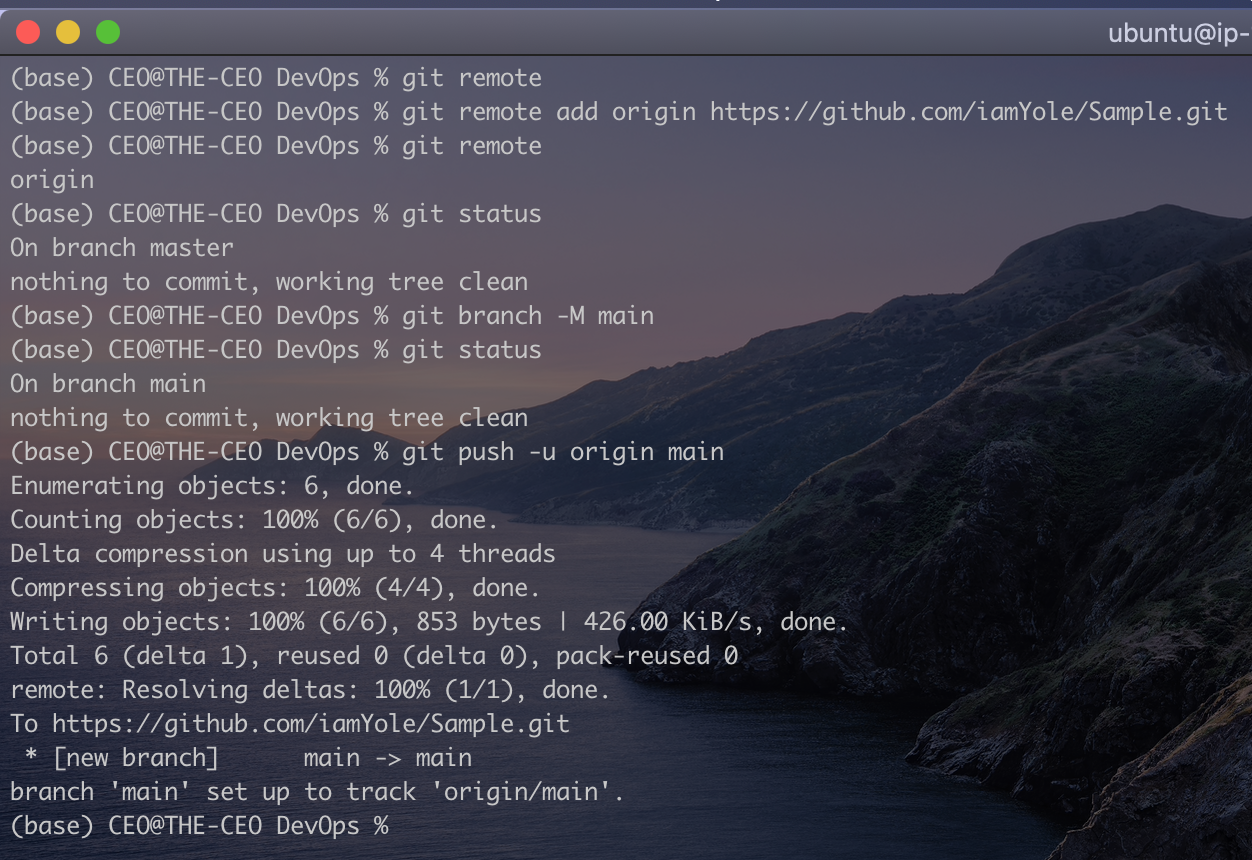 ubuntu@ip-
(base) CEO@THE-CEO DevOps % git remote
(base) CEO@THE-CEO DevOps % git remote add origin https://github.com/iamYole/Sample.git
(base) CEO@THE-CEO DevOps % git remote
origin
(base) CEO@THE-CEO DevOps % git status
On branch master
nothing to commit, working tree clean
(base) CEO@THE-CEO DevOps % git branch -M main
(base) CEO@THE-CEO DevOps % git status
On branch main
nothing to commit, working tree clean
(base) CEO@THE-CEO DevOps % git push -u origin main
Enumerating objects: 6, done.
Counting objects: 100% (6/6), done.
Delta compression using up to 4 threads
Compressing objects: 100% (4/4), done.
Writing objects: 100% (6/6), 853 bytes | 426.00 KiB/s, done.
Total 6 (delta 1), reused 0 (delta 0), pack-reused 0
remote: Resolving deltas: 100% (1/1), done.
To https://github.com/iamYole/Sample.git
 * [new branch]      main -> main
branch 'main' set up to track 'origin/main'.
(base) CEO@THE-CEO DevOps %